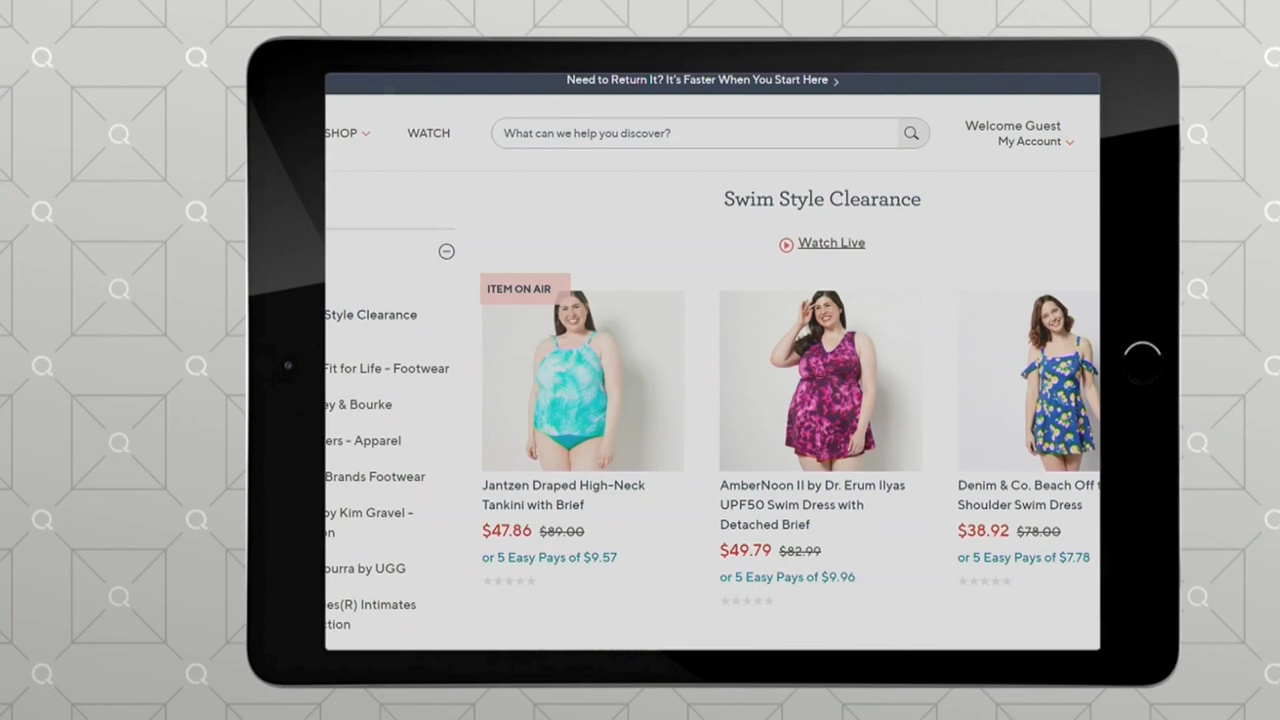 Need to Return It? It's Faster When You Start Here
SHOP
WATCH
What can we help you discover?
Welcome Guest
My Account
Swim Style Clearance
Watch Live
ITEM ON AIR
Style Clearance
Fit for Life - Footwear
ey & Bourke
ers - Apparel
Brands Footwear
by Kim Gravel -
on
ourra by UGG
es(R) Intimates
ction
Jantzen Draped High-Neck
Tankini with Brief
$47.86 $89.00
or 5 Easy Pays of $9.57
AmberNoon II by Dr. Erum Ilyas
UPF50 Swim Dress with
Detached Brief
$49.79 $82.99
or 5 Easy Pays of $9.96
Denim & Co. Beach Off t
Shoulder Swim Dress
$38.92 $78.00
or 5 Easy Pays of $7.78